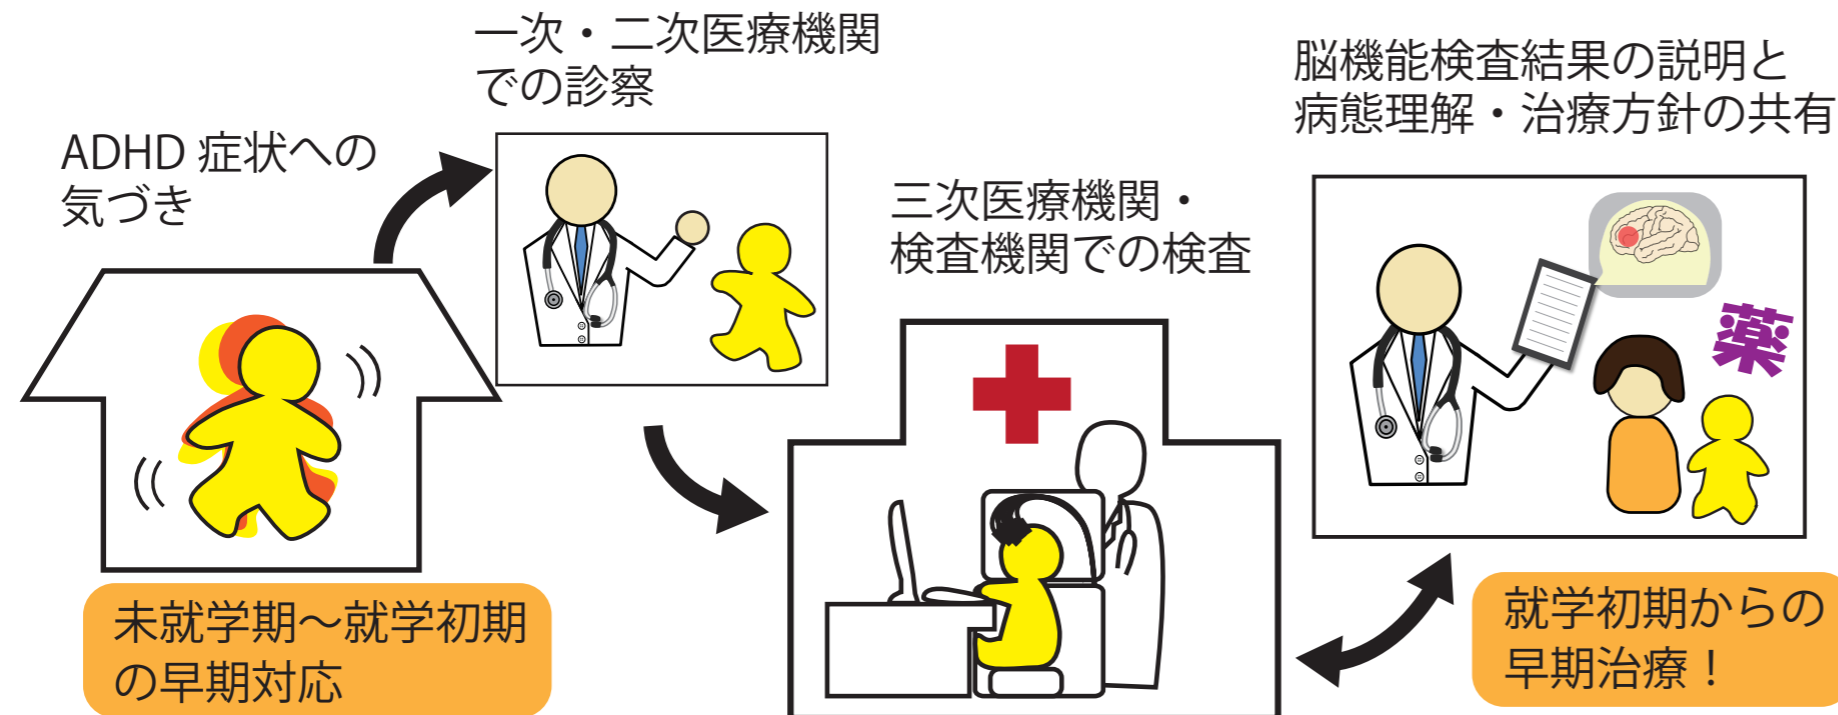 ADHD 症状への
気づき
一次・二次医療機関
での診察
三次医療機関・
検査機関での検査
脳機能検査結果の説明と
病態理解・治療方針の共有
薬
未就学期〜就学初期
の早期対応
就学初期からの
早期治療！